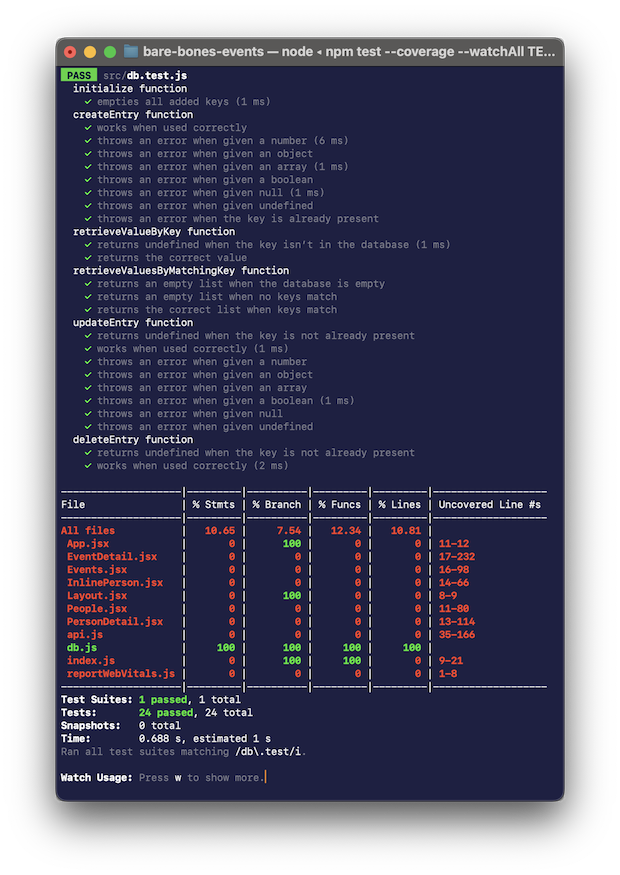 bare-bones-events — node ◂ npm test --coverage --watchAll TE...
PASS src/db.test.js
initialize function
✓ empties all added keys (1 ms)
createEntry function
✓ works when used correctly
✓ throws an error when given a number (6 ms)
✓ throws an error when given an object
✓ throws an error when given an array (1 ms)
✓ throws an error when given a boolean
✓ throws an error when given null (1 ms)
✓ throws an error when given undefined
✓ throws an error when the key is already present
retrieveValueByKey function
✓ returns undefined when the key isn’t in the database (1 ms)
✓ returns the correct value
retrieveValuesByMatchingKey function
✓ returns an empty list when the database is empty
✓ returns an empty list when no keys match
✓ returns the correct list when keys match
updateEntry function
✓ returns undefined when the key is not already present
✓ works when used correctly (1 ms)
✓ throws an error when given a number
✓ throws an error when given an object
✓ throws an error when given an array
✓ throws an error when given a boolean (1 ms)
✓ throws an error when given null
✓ throws an error when given undefined
deleteEntry function
✓ returns undefined when the key is not already present
✓ works when used correctly (2 ms)
File | % Stmts | % Branch | % Funcs | % Lines | Uncovered Line #s
All files | 10.65 | 7.54 | 12.34 | 10.81 |
App.jsx | 0 | 100 | 0 | 0 | 11-12
EventDetail.jsx | 0 | 0 | 0 | 0 | 17-232
Events.jsx | 0 | 0 | 0 | 0 | 16-98
InlinePerson.jsx | 0 | 0 | 0 | 0 | 14-66
Layout.jsx | 0 | 100 | 0 | 0 | 8-9
People.jsx | 0 | 0 | 0 | 0 | 11-80
PersonDetail.jsx | 0 | 0 | 0 | 0 | 13-114
api.js | 0 | 0 | 0 | 0 | 35-166
db.js | 100 | 100 | 100 | 100 |
index.js | 0 | 100 | 100 | 0 | 9-21
reportWebVitals.js | 0 | 0 | 0 | 0 | 1-8
Test Suites: 1 passed, 1 total
Tests: 24 passed, 24 total
Snapshots: 0 total
Time: 0.688 s, estimated 1 s
Ran all test suites matching /db\.test/i.
Watch Usage: Press w to show more.